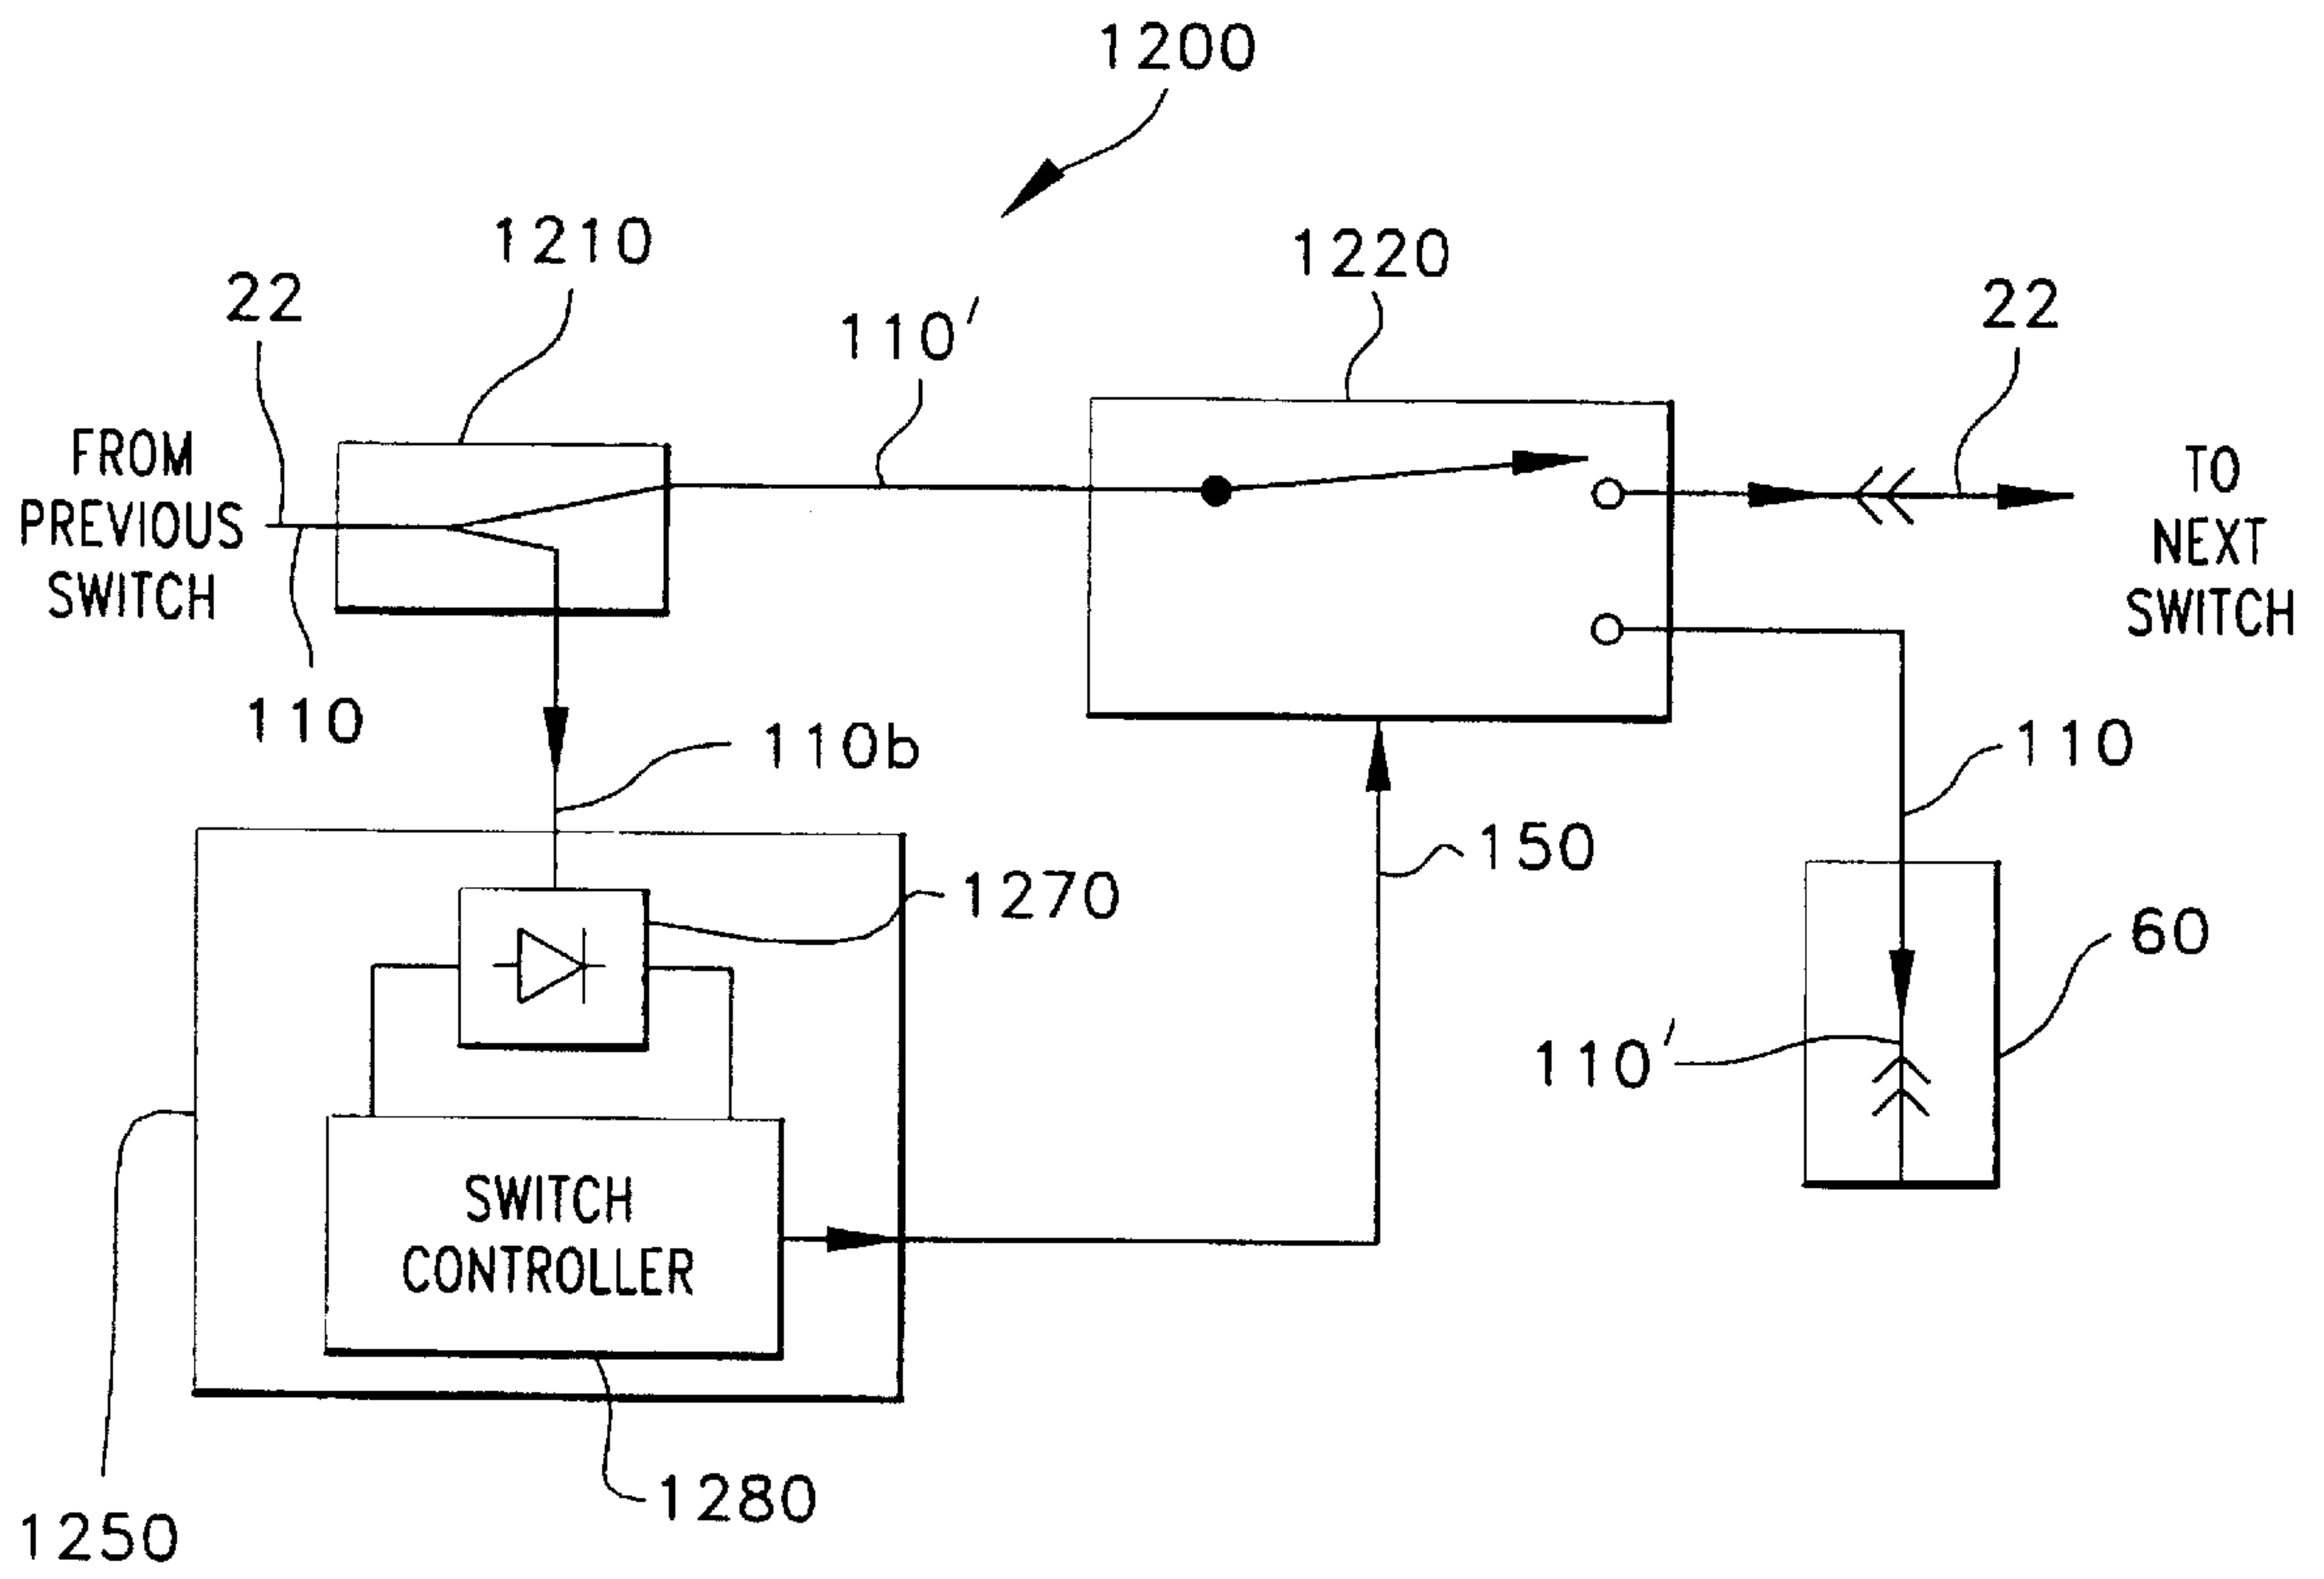 1200
1210
1220
22
110′
22
FROM
PREVIOUS
SWITCH
TO
NEXT
SWITCH
110
110b
110
150
1270
60
110′
SWITCH
CONTROLLER
1280
1250